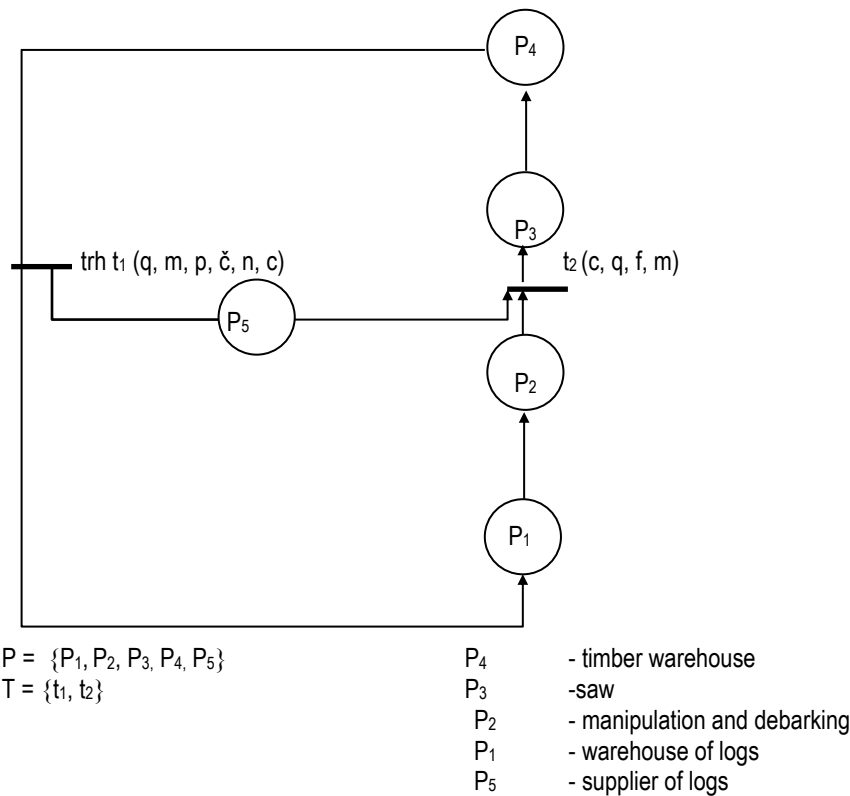 P₄
P₃
trh t₁ (q, m, p, č, n, c)
t₂ (c, q, f, m)
P₅
P₂
P₁
P = {P₁, P₂, P₃, P₄, P₅}
T = {t₁, t₂}
P₄ - timber warehouse
P₃ -saw
P₂ - manipulation and debarking
P₁ - warehouse of logs
P₅ - supplier of logs